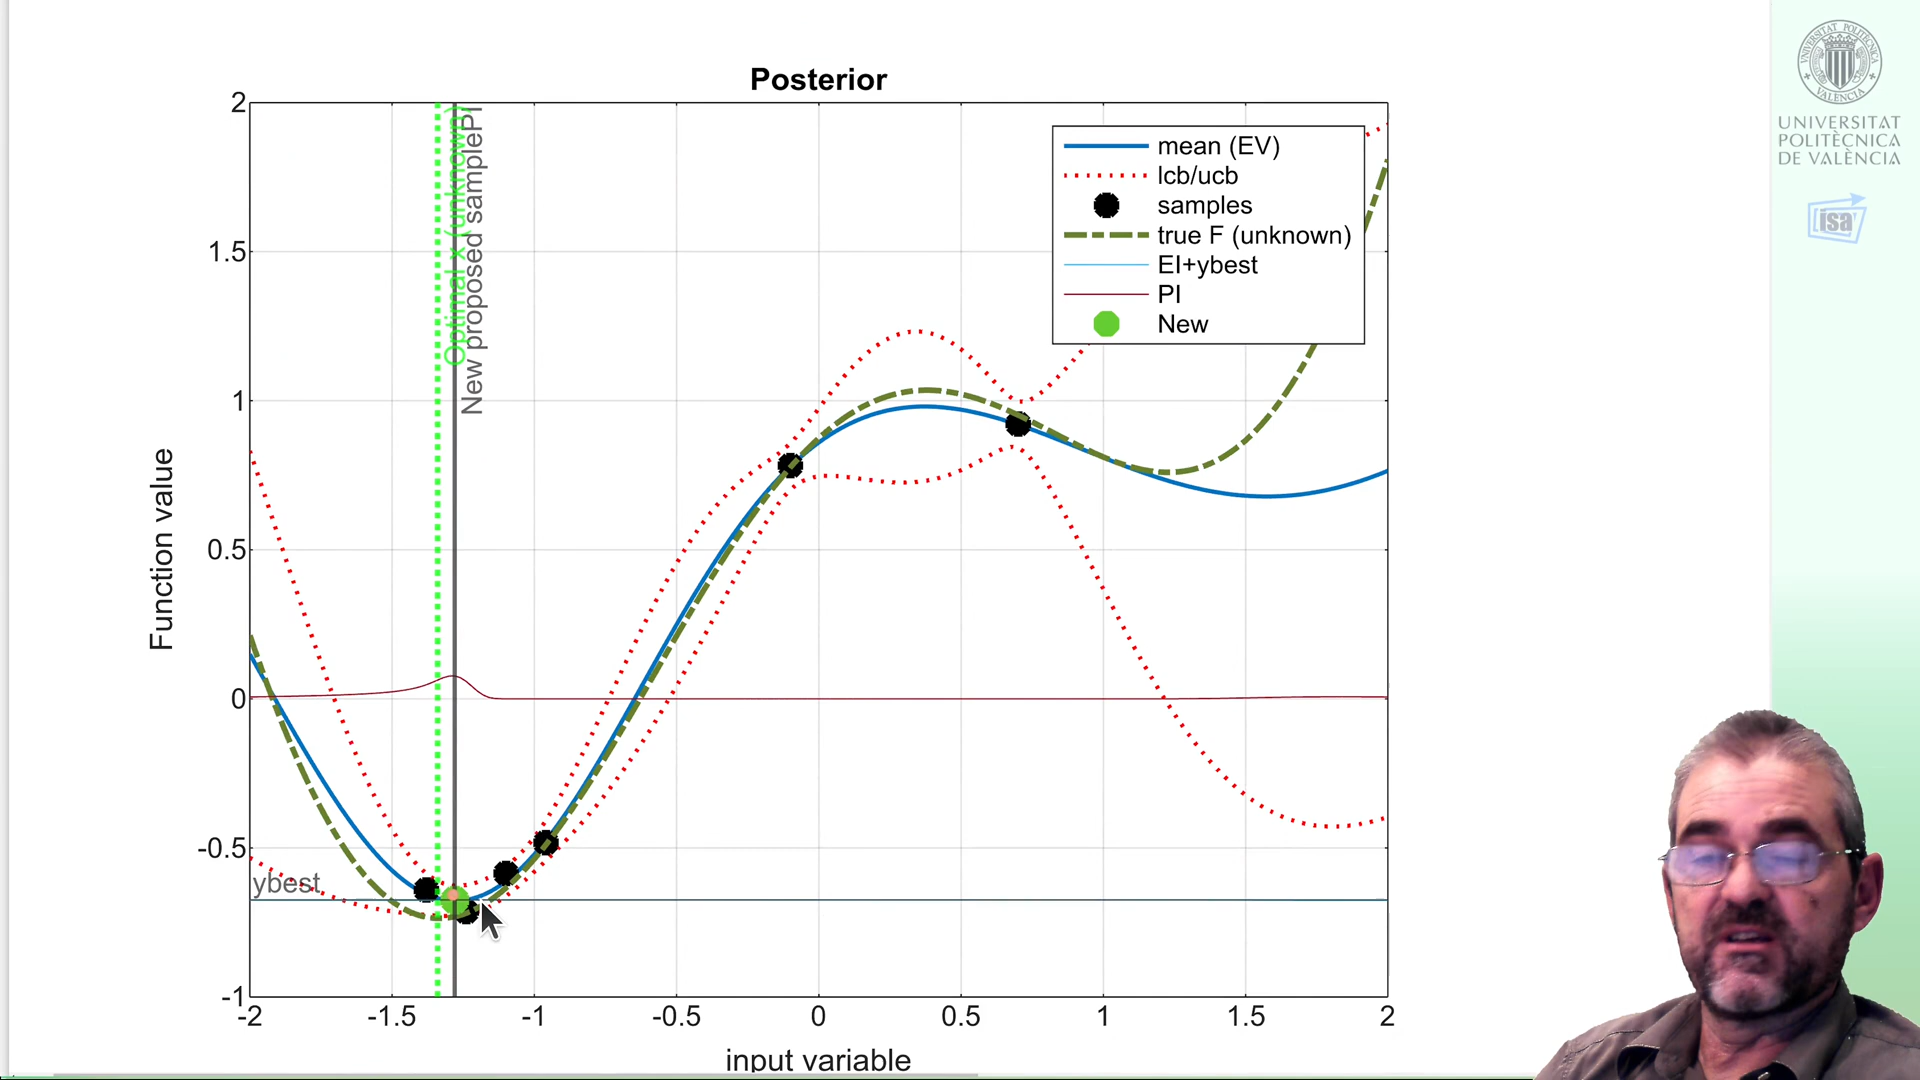 Posterior
2
1.5
1
0.5
0
-0.5
-1
-2
-1.5
-1
-0.5
0
0.5
1
1.5
2
Function value
input variable
Optimal x (unknown)
New proposed samplePI
ybest
mean (EV)
lcb/ucb
samples
true F (unknown)
EI+ybest
PI
New
UNIVERSITAT
POLITÈCNICA
DE VALÈNCIA
isa